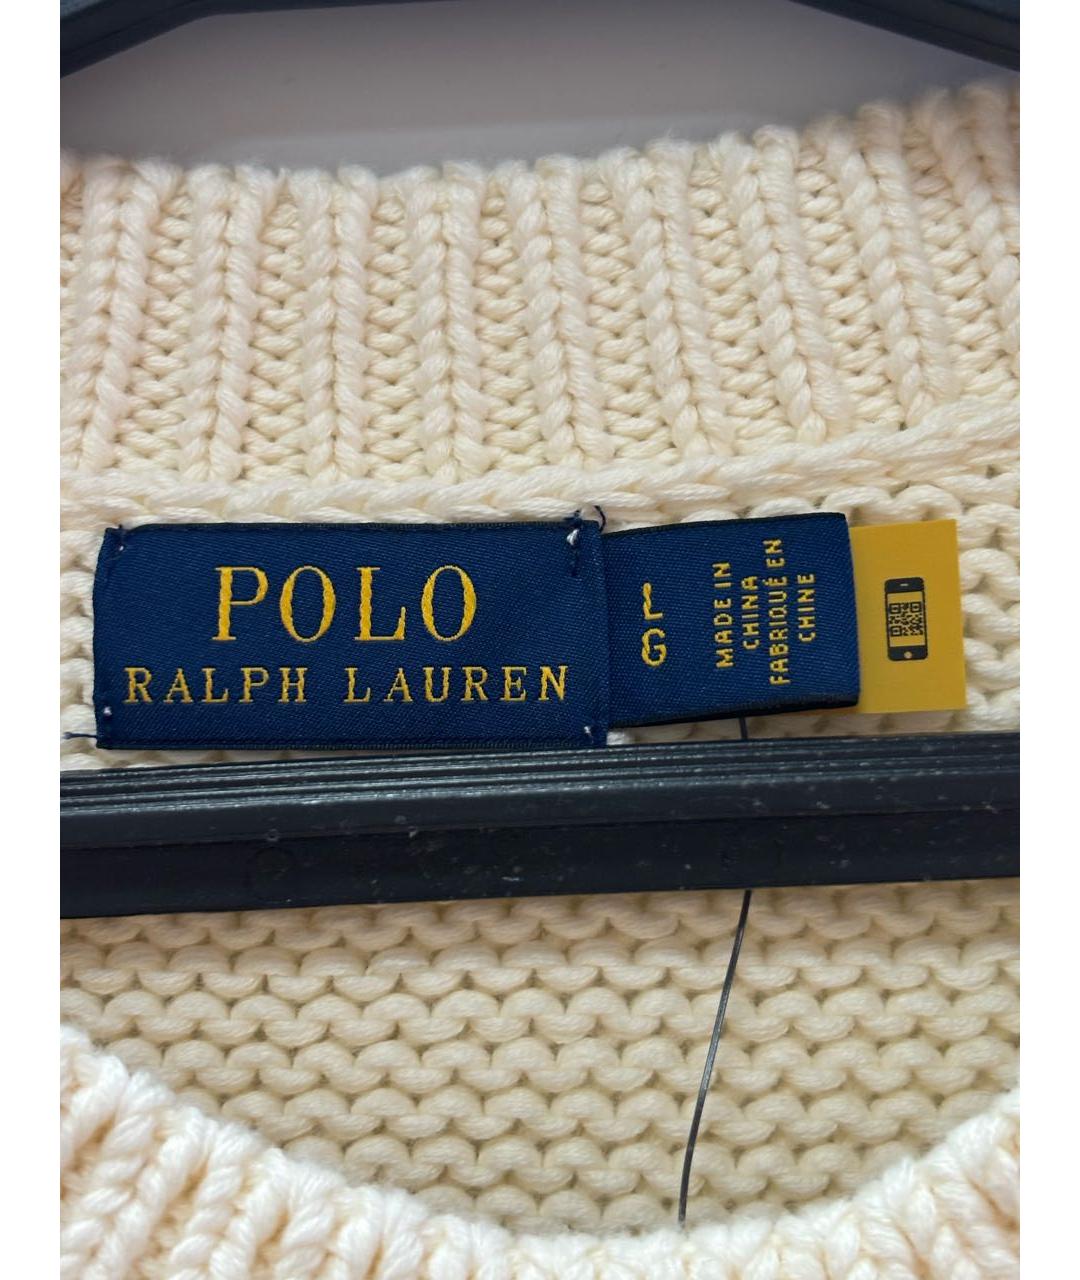 POLO
RALPH LAUREN
L
G
MADE IN
CHINA
FABRIQUÉ EN
CHINE